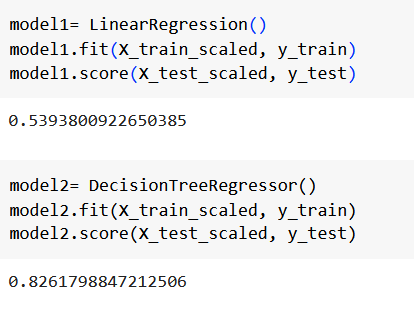 model1= LinearRegression()
model1.fit(X_train_scaled, y_train)
model1.score(X_test_scaled, y_test)
0.5393800922650385
model2= DecisionTreeRegressor()
model2.fit(X_train_scaled, y_train)
model2.score(X_test_scaled, y_test)
0.8261798847212506